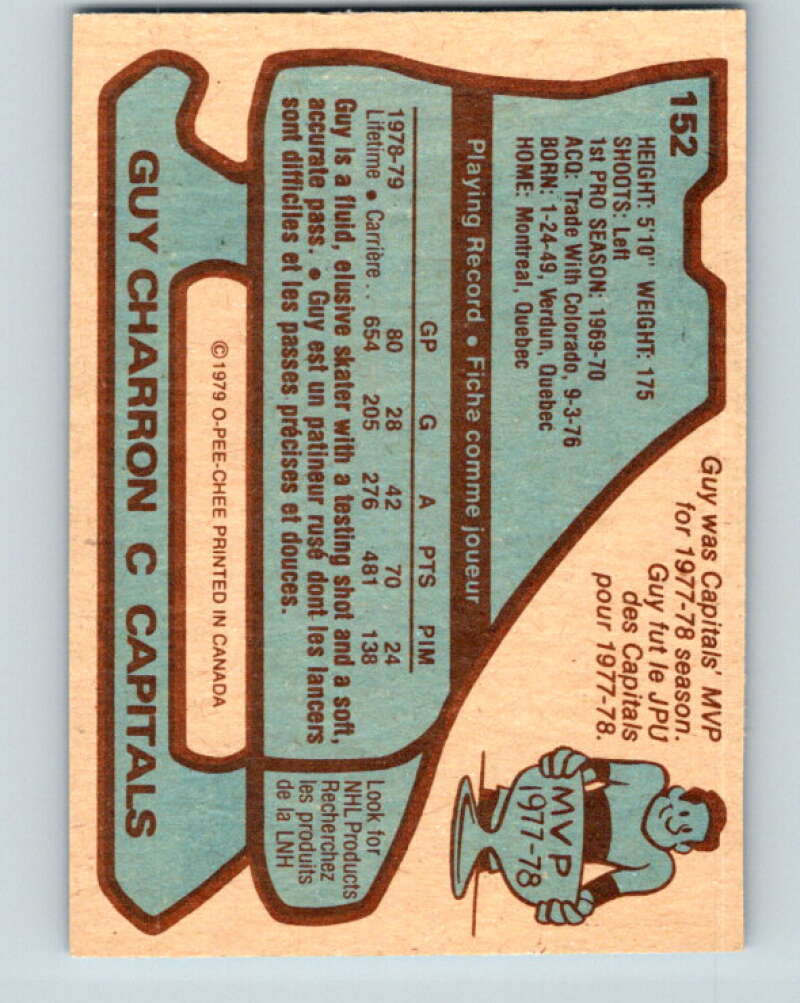 152
HEIGHT: 5'10" WEIGHT: 175
SHOOTS: Left
1st PRO SEASON: 1969-70
ACQ: Trade With Colorado, 9-3-76
BORN: 1-24-49, Verdun, Quebec
HOME: Montreal, Quebec
Guy was Capitals' MVP
for 1977-78 season.
Guy fut le JPU
des Capitals
pour 1977-78.
MVP
1977-78
Playing Record • Fiche comme joueur
GP G A PTS PIM
1978-79 80 28 42 70 24
Lifetime • Carrière .. 654 205 276 481 138
Guy is a fluid, elusive skater with a testing shot and a soft,
accurate pass. • Guy est un patineur rusé dont les lancers
sont difficiles et les passes précises et douces.
Look for
NHL Products
Recherchez
les produits
de la LNH
©1979 O-PEE-CHEE PRINTED IN CANADA
GUY CHARRON C CAPITALS